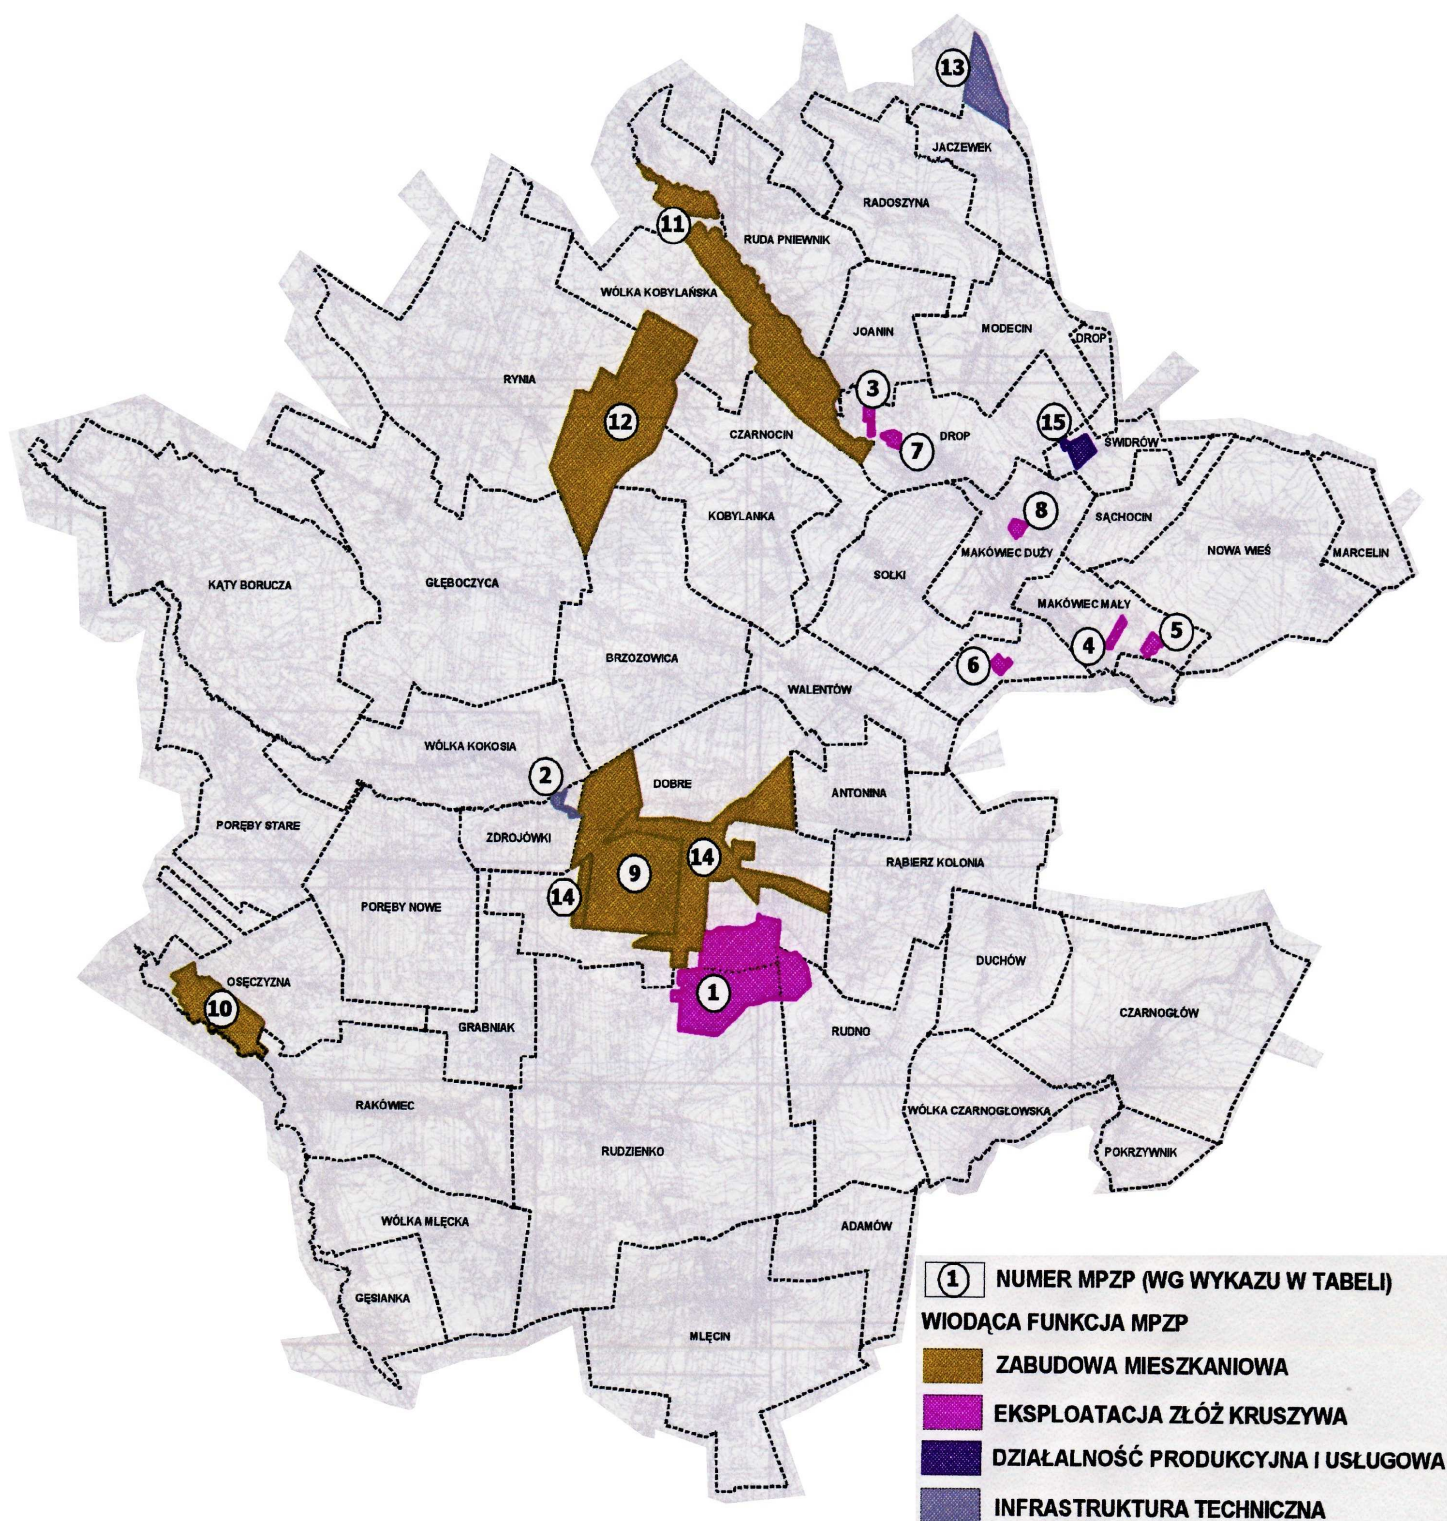 13
JACZEWEK
RADOSZYNA
11
RUDA PNIEWNIK
WÓLKA KOBYLAŃSKA
JOANIN
MODECIN
DROP
RYNIA
3
12
CZARNOCIN
7
DROP
15
ŚWIDRÓW
KOBYLANKA
8
SĄCHOCIN
MAKÓWIEC DUŻY
NOWA WIEŚ
MARCELIN
KĄTY BORUCZA
GŁĘBOCZYCA
SOŁKI
MAKÓWIEC MAŁY
4
5
BRZOZOWICA
6
WALENTÓW
WÓLKA KOKOSIA
2
DOBRE
ANTONINA
PORĘBY STARE
ZDROJÓWKI
14
RĄBIERZ KOLONIA
9
14
PORĘBY NOWE
OSĘCZYZNA
DUCHÓW
1
10
GRABNIAK
RUDNO
CZARNOGŁÓW
RAKÓWIEC
WÓLKA CZARNOGŁOWSKA
RUDZIENKO
POKRZYWNIK
WÓLKA MLĘCKA
ADAMÓW
GĘSIANKA
MLĘCIN
1 NUMER MPZP (WG WYKAZU W TABELI)
WIODĄCA FUNKCJA MPZP
ZABUDOWA MIESZKANIOWA
EKSPLOATACJA ZŁÓŻ KRUSZYWA
DZIAŁALNOŚĆ PRODUKCYJNA I USŁUGOWA
INFRASTRUKTURA TECHNICZNA